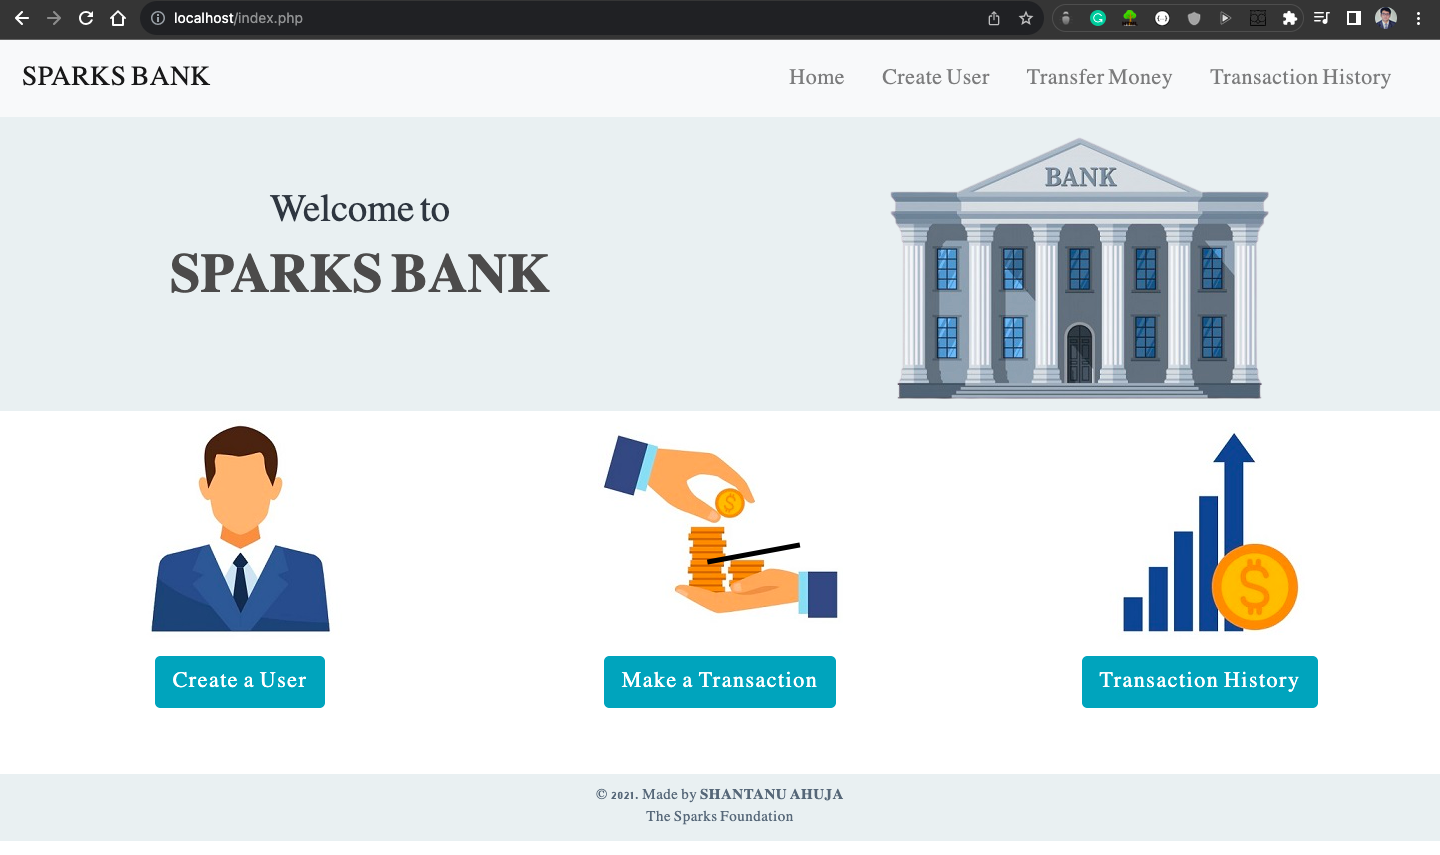 localhost/index.php
SPARKS BANK
Home Create User Transfer Money Transaction History
Welcome to
SPARKS BANK
BANK
$
$
Create a User Make a Transaction Transaction History
© 2021. Made by SHANTANU AHUJA
The Sparks Foundation